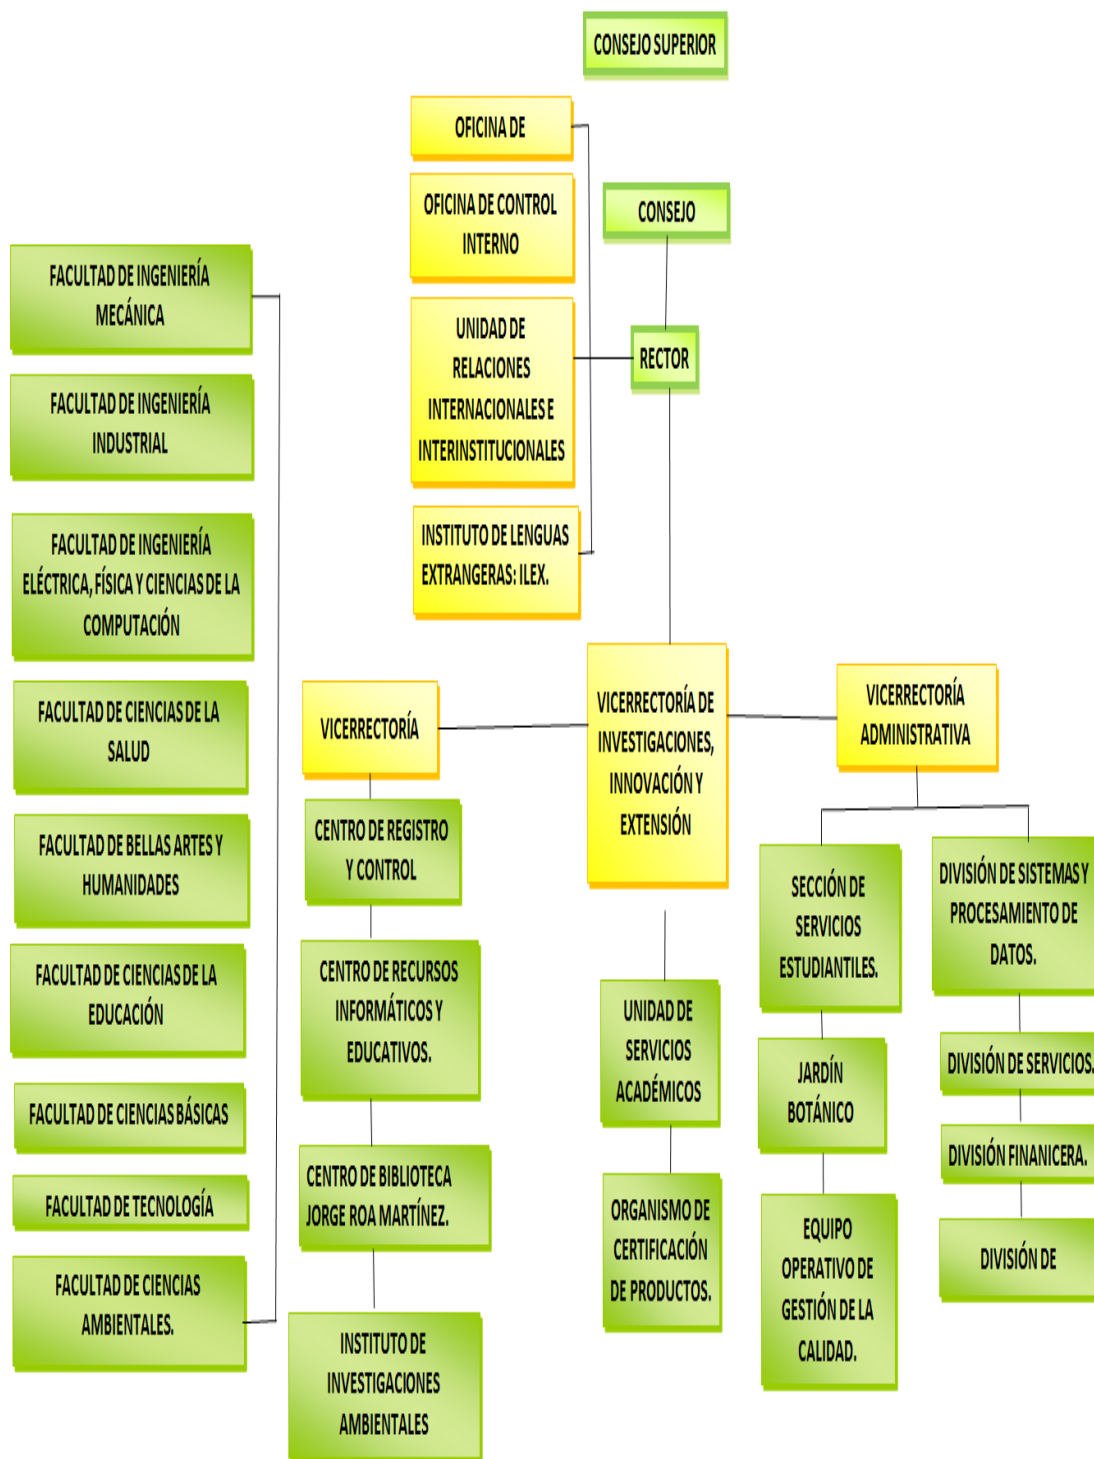 CONSEJO SUPERIOR
OFICINA DE
OFICINA DE CONTROL
INTERNO
CONSEJO
UNIDAD DE
RELACIONES
INTERNACIONALES E
INTERINSTITUCIONALES
RECTOR
INSTITUTO DE LENGUAS
EXTRANGERAS: ILEX.
FACULTAD DE INGENIERÍA
MECÁNICA
FACULTAD DE INGENIERÍA
INDUSTRIAL
FACULTAD DE INGENIERÍA
ELÉCTRICA, FÍSICA Y CIENCIAS DE LA
COMPUTACIÓN
FACULTAD DE CIENCIAS DE LA
SALUD
FACULTAD DE BELLAS ARTES Y
HUMANIDADES
FACULTAD DE CIENCIAS DE LA
EDUCACIÓN
FACULTAD DE CIENCIAS BÁSICAS
FACULTAD DE TECNOLOGÍA
FACULTAD DE CIENCIAS
AMBIENTALES.
VICERRECTORÍA
CENTRO DE REGISTRO
Y CONTROL
CENTRO DE RECURSOS
INFORMÁTICOS Y
EDUCATIVOS.
CENTRO DE BIBLIOTECA
JORGE ROA MARTÍNEZ.
INSTITUTO DE
INVESTIGACIONES
AMBIENTALES
VICERRECTORÍA DE
INVESTIGACIONES,
INNOVACIÓN Y
EXTENSIÓN
UNIDAD DE
SERVICIOS
ACADÉMICOS
ORGANISMO DE
CERTIFICACIÓN
DE PRODUCTOS.
VICERRECTORÍA
ADMINISTRATIVA
SECCIÓN DE
SERVICIOS
ESTUDIANTILES.
JARDÍN
BOTÁNICO
EQUIPO
OPERATIVO DE
GESTIÓN DE LA
CALIDAD.
DIVISIÓN DE SISTEMAS Y
PROCESAMIENTO DE
DATOS.
DIVISIÓN DE SERVICIOS.
DIVISIÓN FINANICERA.
DIVISIÓN DE